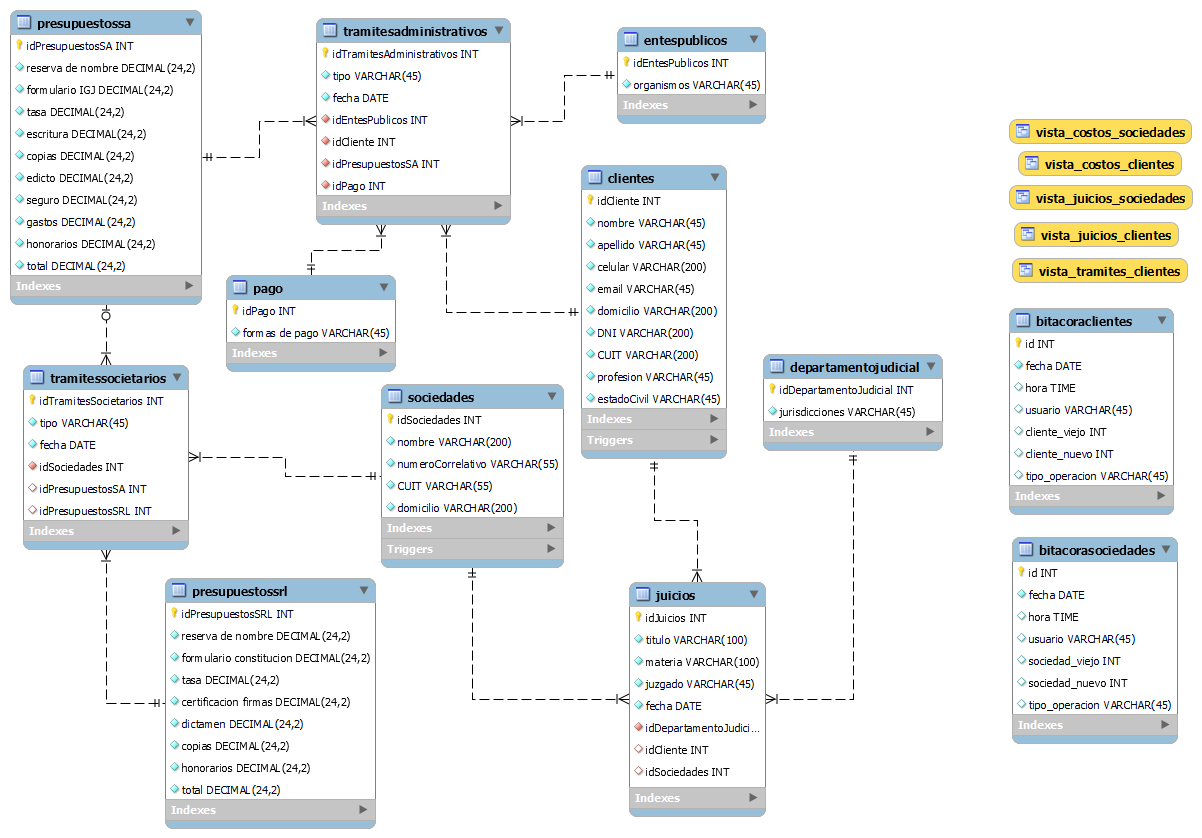 presupuestossa
idPresupuestosSA INT
reserva de nombre DECIMAL(24,2)
formulario IGJ DECIMAL(24,2)
tasa DECIMAL(24,2)
escritura DECIMAL(24,2)
copias DECIMAL(24,2)
edicto DECIMAL(24,2)
seguro DECIMAL(24,2)
gastos DECIMAL(24,2)
honorarios DECIMAL(24,2)
total DECIMAL(24,2)
Indexes
tramitesadministrativos
idTramitesAdministrativos INT
tipo VARCHAR(45)
fecha DATE
idEntesPublicos INT
idCliente INT
idPresupuestosSA INT
idPago INT
Indexes
entespublicos
idEntesPublicos INT
organismos VARCHAR(45)
Indexes
pago
idPago INT
formas de pago VARCHAR(45)
Indexes
clientes
idCliente INT
nombre VARCHAR(45)
apellido VARCHAR(45)
celular VARCHAR(200)
email VARCHAR(45)
domicilio VARCHAR(200)
DNI VARCHAR(200)
CUIT VARCHAR(200)
profesion VARCHAR(45)
estadoCivil VARCHAR(45)
Indexes
Triggers
tramitessocietarios
idTramitesSocietarios INT
tipo VARCHAR(45)
fecha DATE
idSociedades INT
idPresupuestosSA INT
idPresupuestosSRL INT
Indexes
sociedades
idSociedades INT
nombre VARCHAR(200)
numeroCorrelativo VARCHAR(55)
CUIT VARCHAR(55)
domicilio VARCHAR(200)
Indexes
Triggers
departamentojudicial
idDepartamentoJudicial INT
jurisdicciones VARCHAR(45)
Indexes
presupuestossrl
idPresupuestosSRL INT
reserva de nombre DECIMAL(24,2)
formulario constitucion DECIMAL(24,2)
tasa DECIMAL(24,2)
certificacion firmas DECIMAL(24,2)
dictamen DECIMAL(24,2)
copias DECIMAL(24,2)
honorarios DECIMAL(24,2)
total DECIMAL(24,2)
Indexes
juicios
idJuicios INT
titulo VARCHAR(100)
materia VARCHAR(100)
juzgado VARCHAR(45)
fecha DATE
idDepartamentoJudici...
idCliente INT
idSociedades INT
Indexes
vista_costos_sociedades
vista_costos_clientes
vista_juicios_sociedades
vista_juicios_clientes
vista_tramites_clientes
bitacoraclientes
id INT
fecha DATE
hora TIME
usuario VARCHAR(45)
cliente_viejo INT
cliente_nuevo INT
tipo_operacion VARCHAR(45)
Indexes
bitacorasociedades
id INT
fecha DATE
hora TIME
usuario VARCHAR(45)
sociedad_viejo INT
sociedad_nuevo INT
tipo_operacion VARCHAR(45)
Indexes